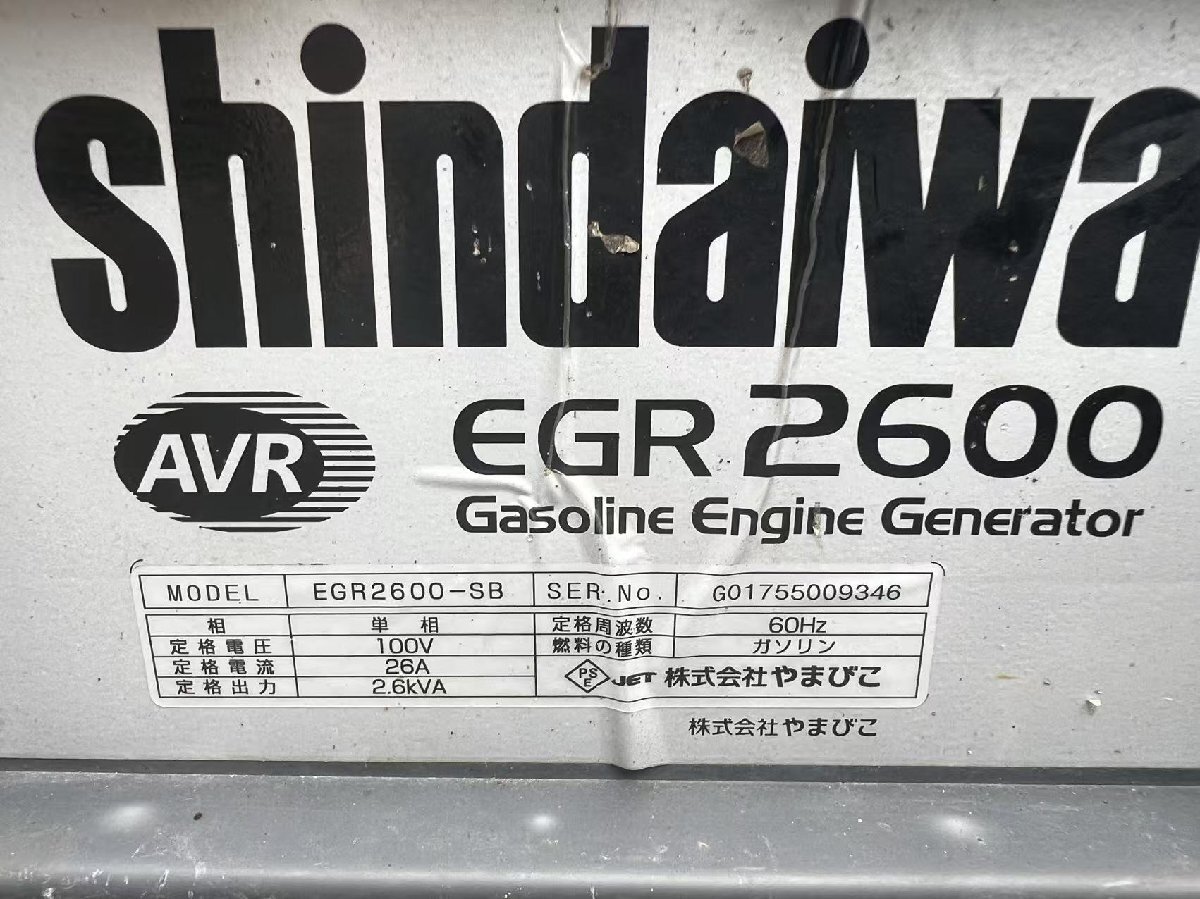 shindaiwa
AVR
EGR2600
Gasoline Engine Generator
MODEL EGR2600-SB SER.No. G01755009346
相 単相 定格周波数 60Hz
定格電圧 100V 燃料の種類 ガソリン
定格電流 26A
定格出力 2.6kVA
PSE JET 株式会社やまびこ
株式会社やまびこ